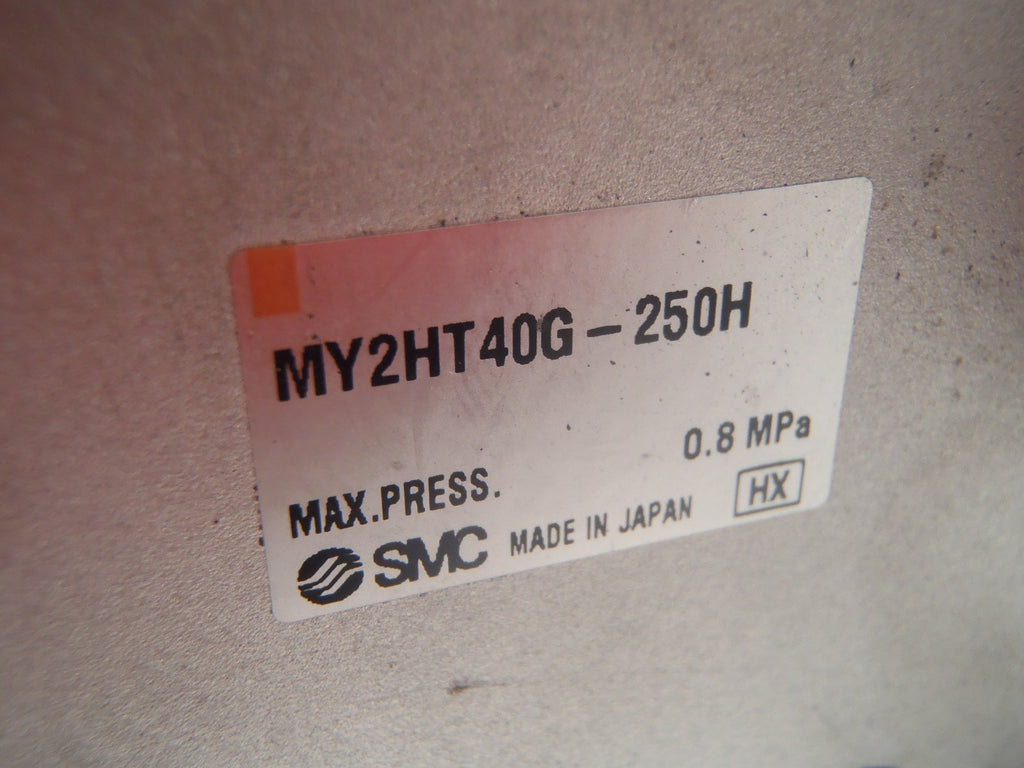 MY2HT40G-250H
MAX.PRESS. 0.8 MPa
SMC MADE IN JAPAN HX